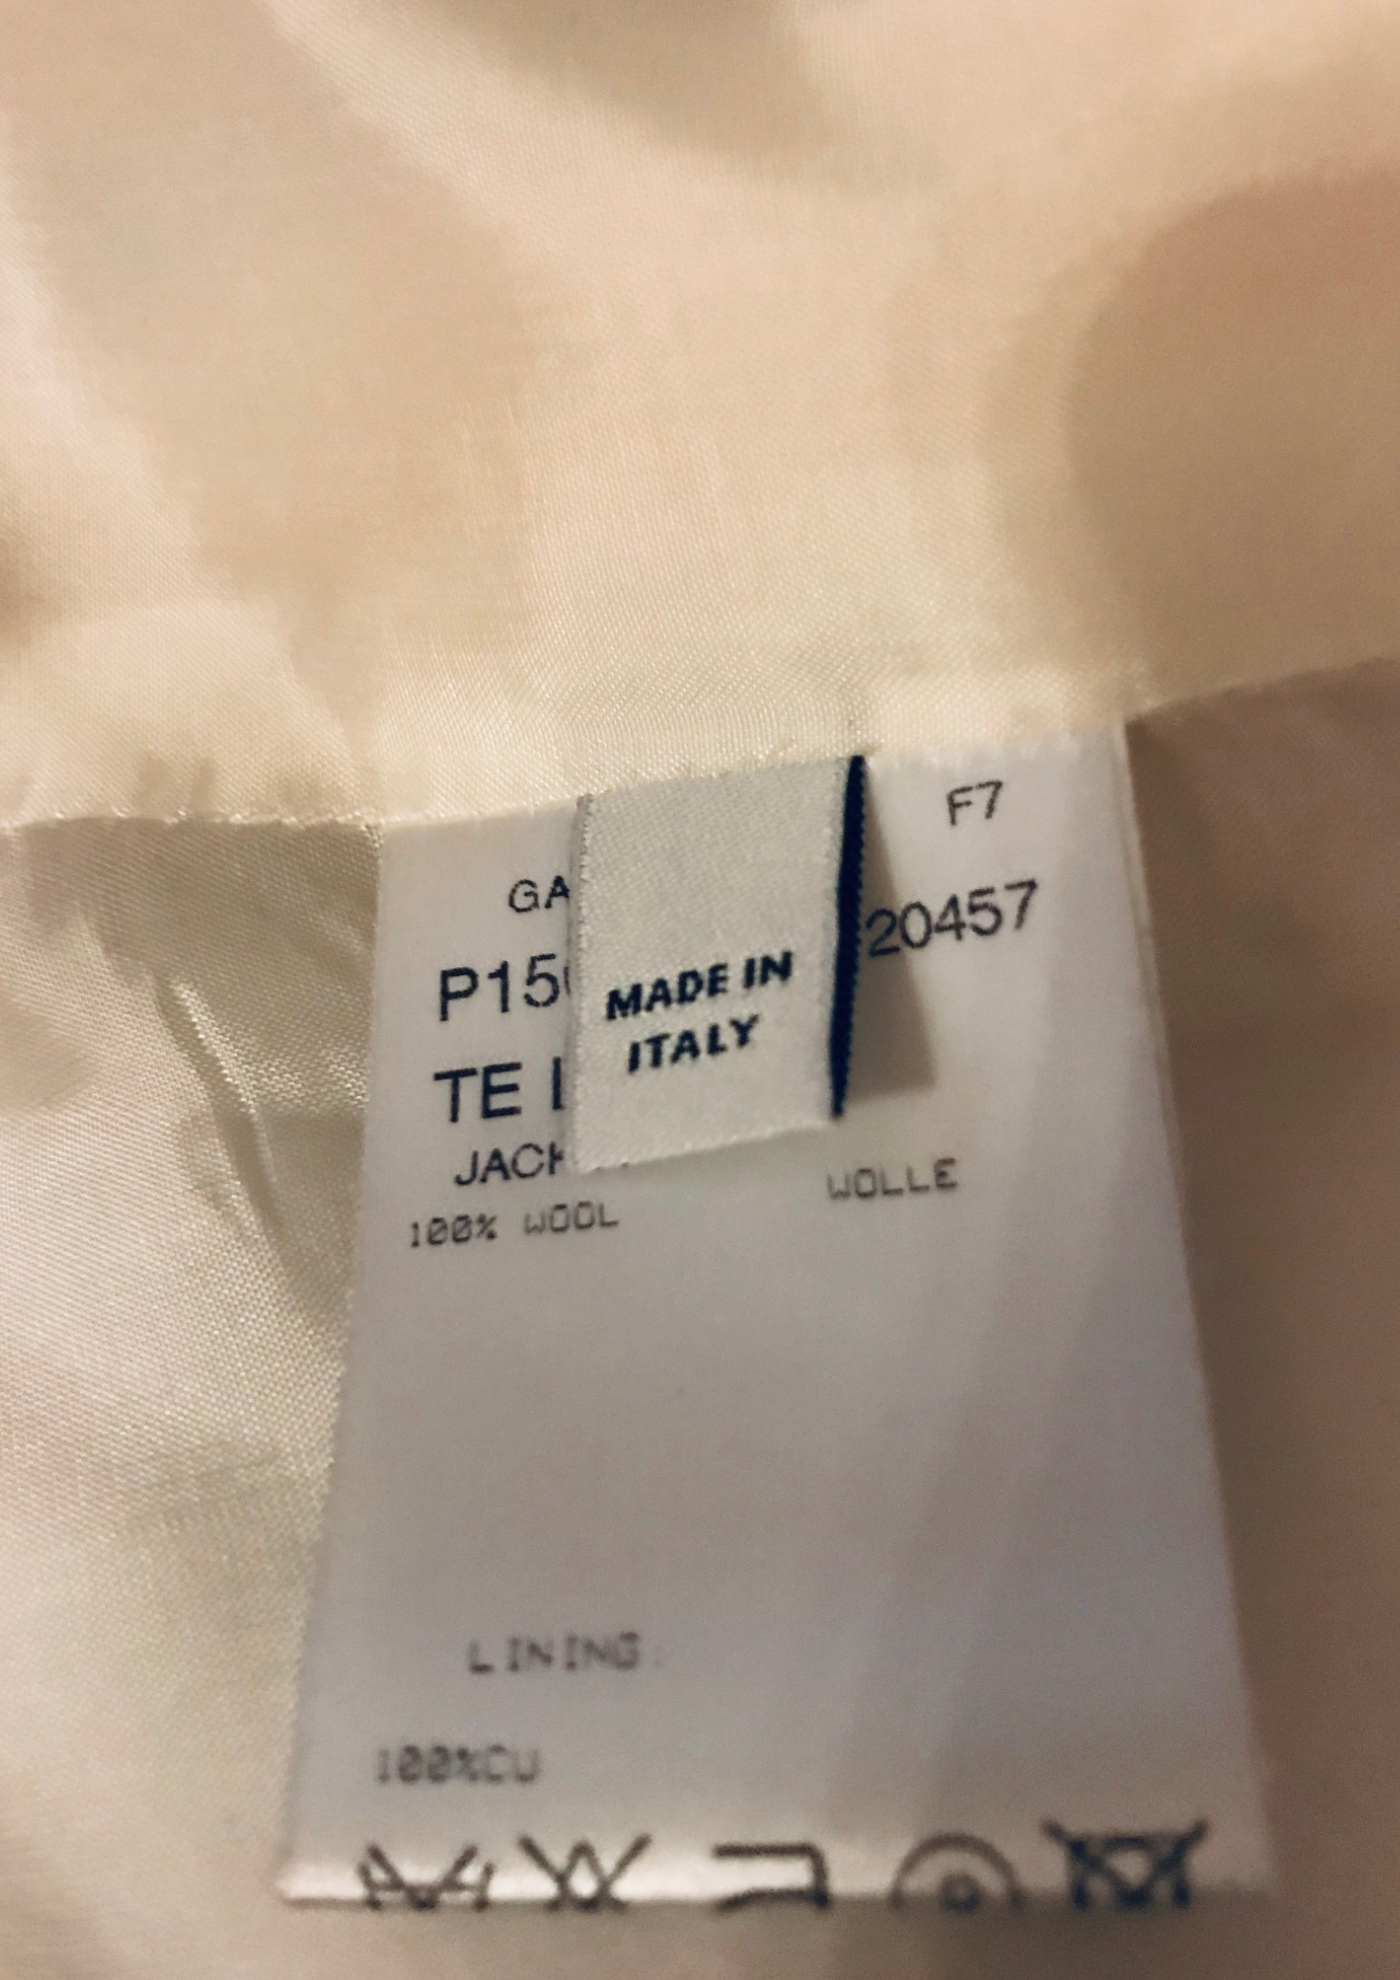 F7
GA
20457
P15
MADE IN
ITALY
TE
JACK
WOLLE
100% WOOL
LINING
100%CU